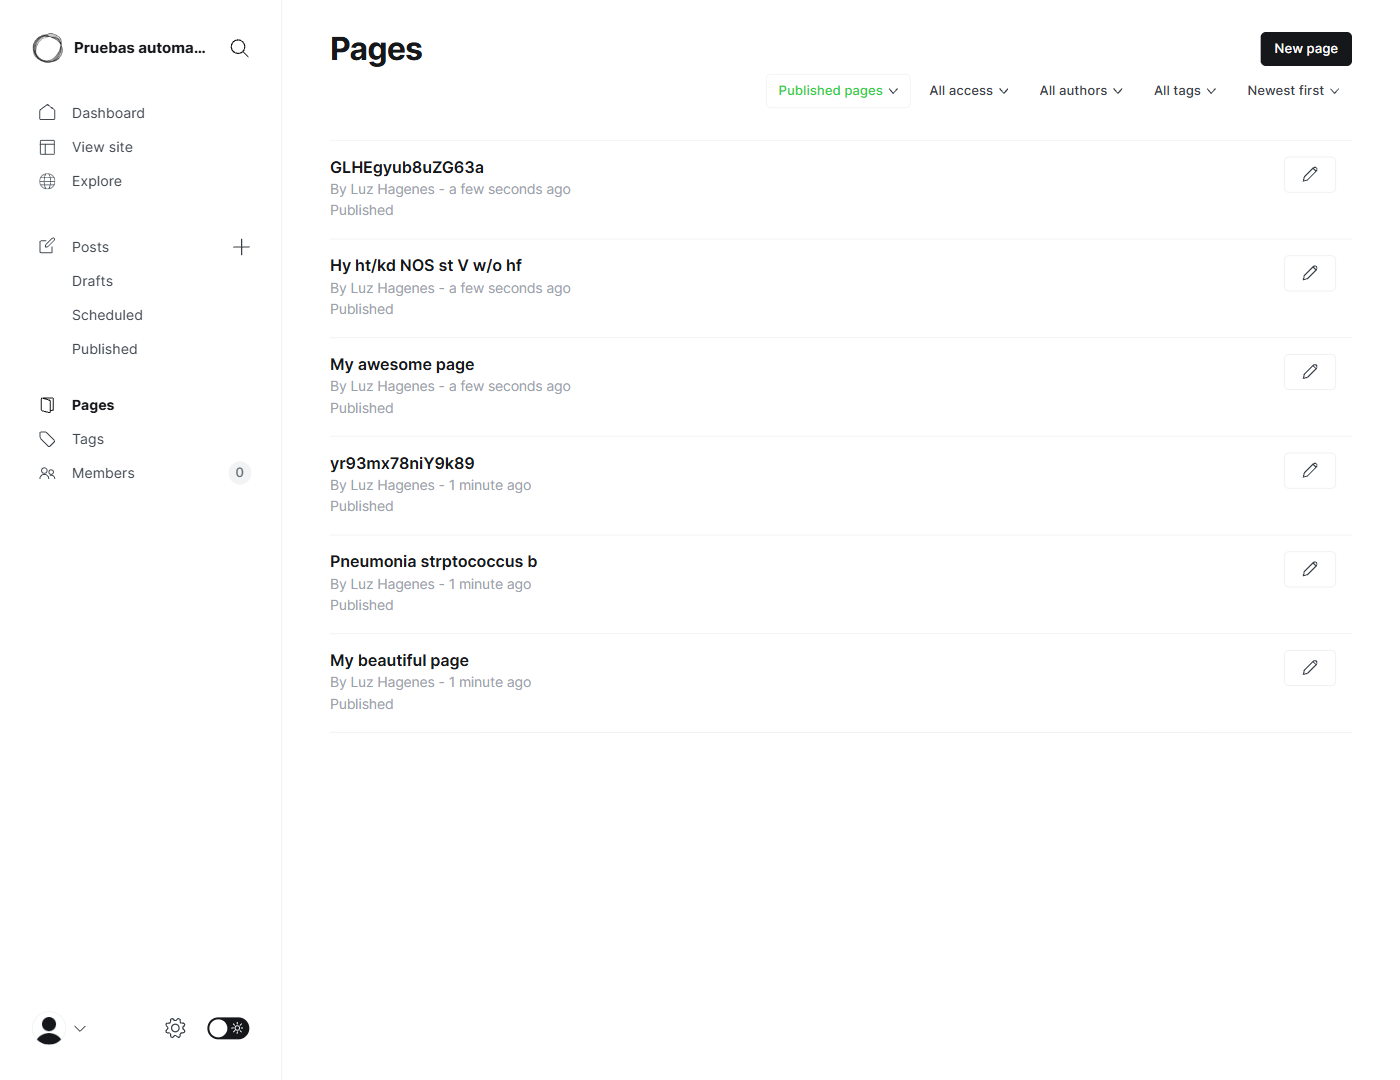 Pruebas automa...
Dashboard
View site
Explore
Posts
Drafts
Scheduled
Published
Pages
Tags
Members 0
Pages
New page
Published pages All access All authors All tags Newest first
GLHEgyub8uZG63a
By Luz Hagenes - a few seconds ago
Published
Hy ht/kd NOS st V w/o hf
By Luz Hagenes - a few seconds ago
Published
My awesome page
By Luz Hagenes - a few seconds ago
Published
yr93mx78niY9k89
By Luz Hagenes - 1 minute ago
Published
Pneumonia strptococcus b
By Luz Hagenes - 1 minute ago
Published
My beautiful page
By Luz Hagenes - 1 minute ago
Published